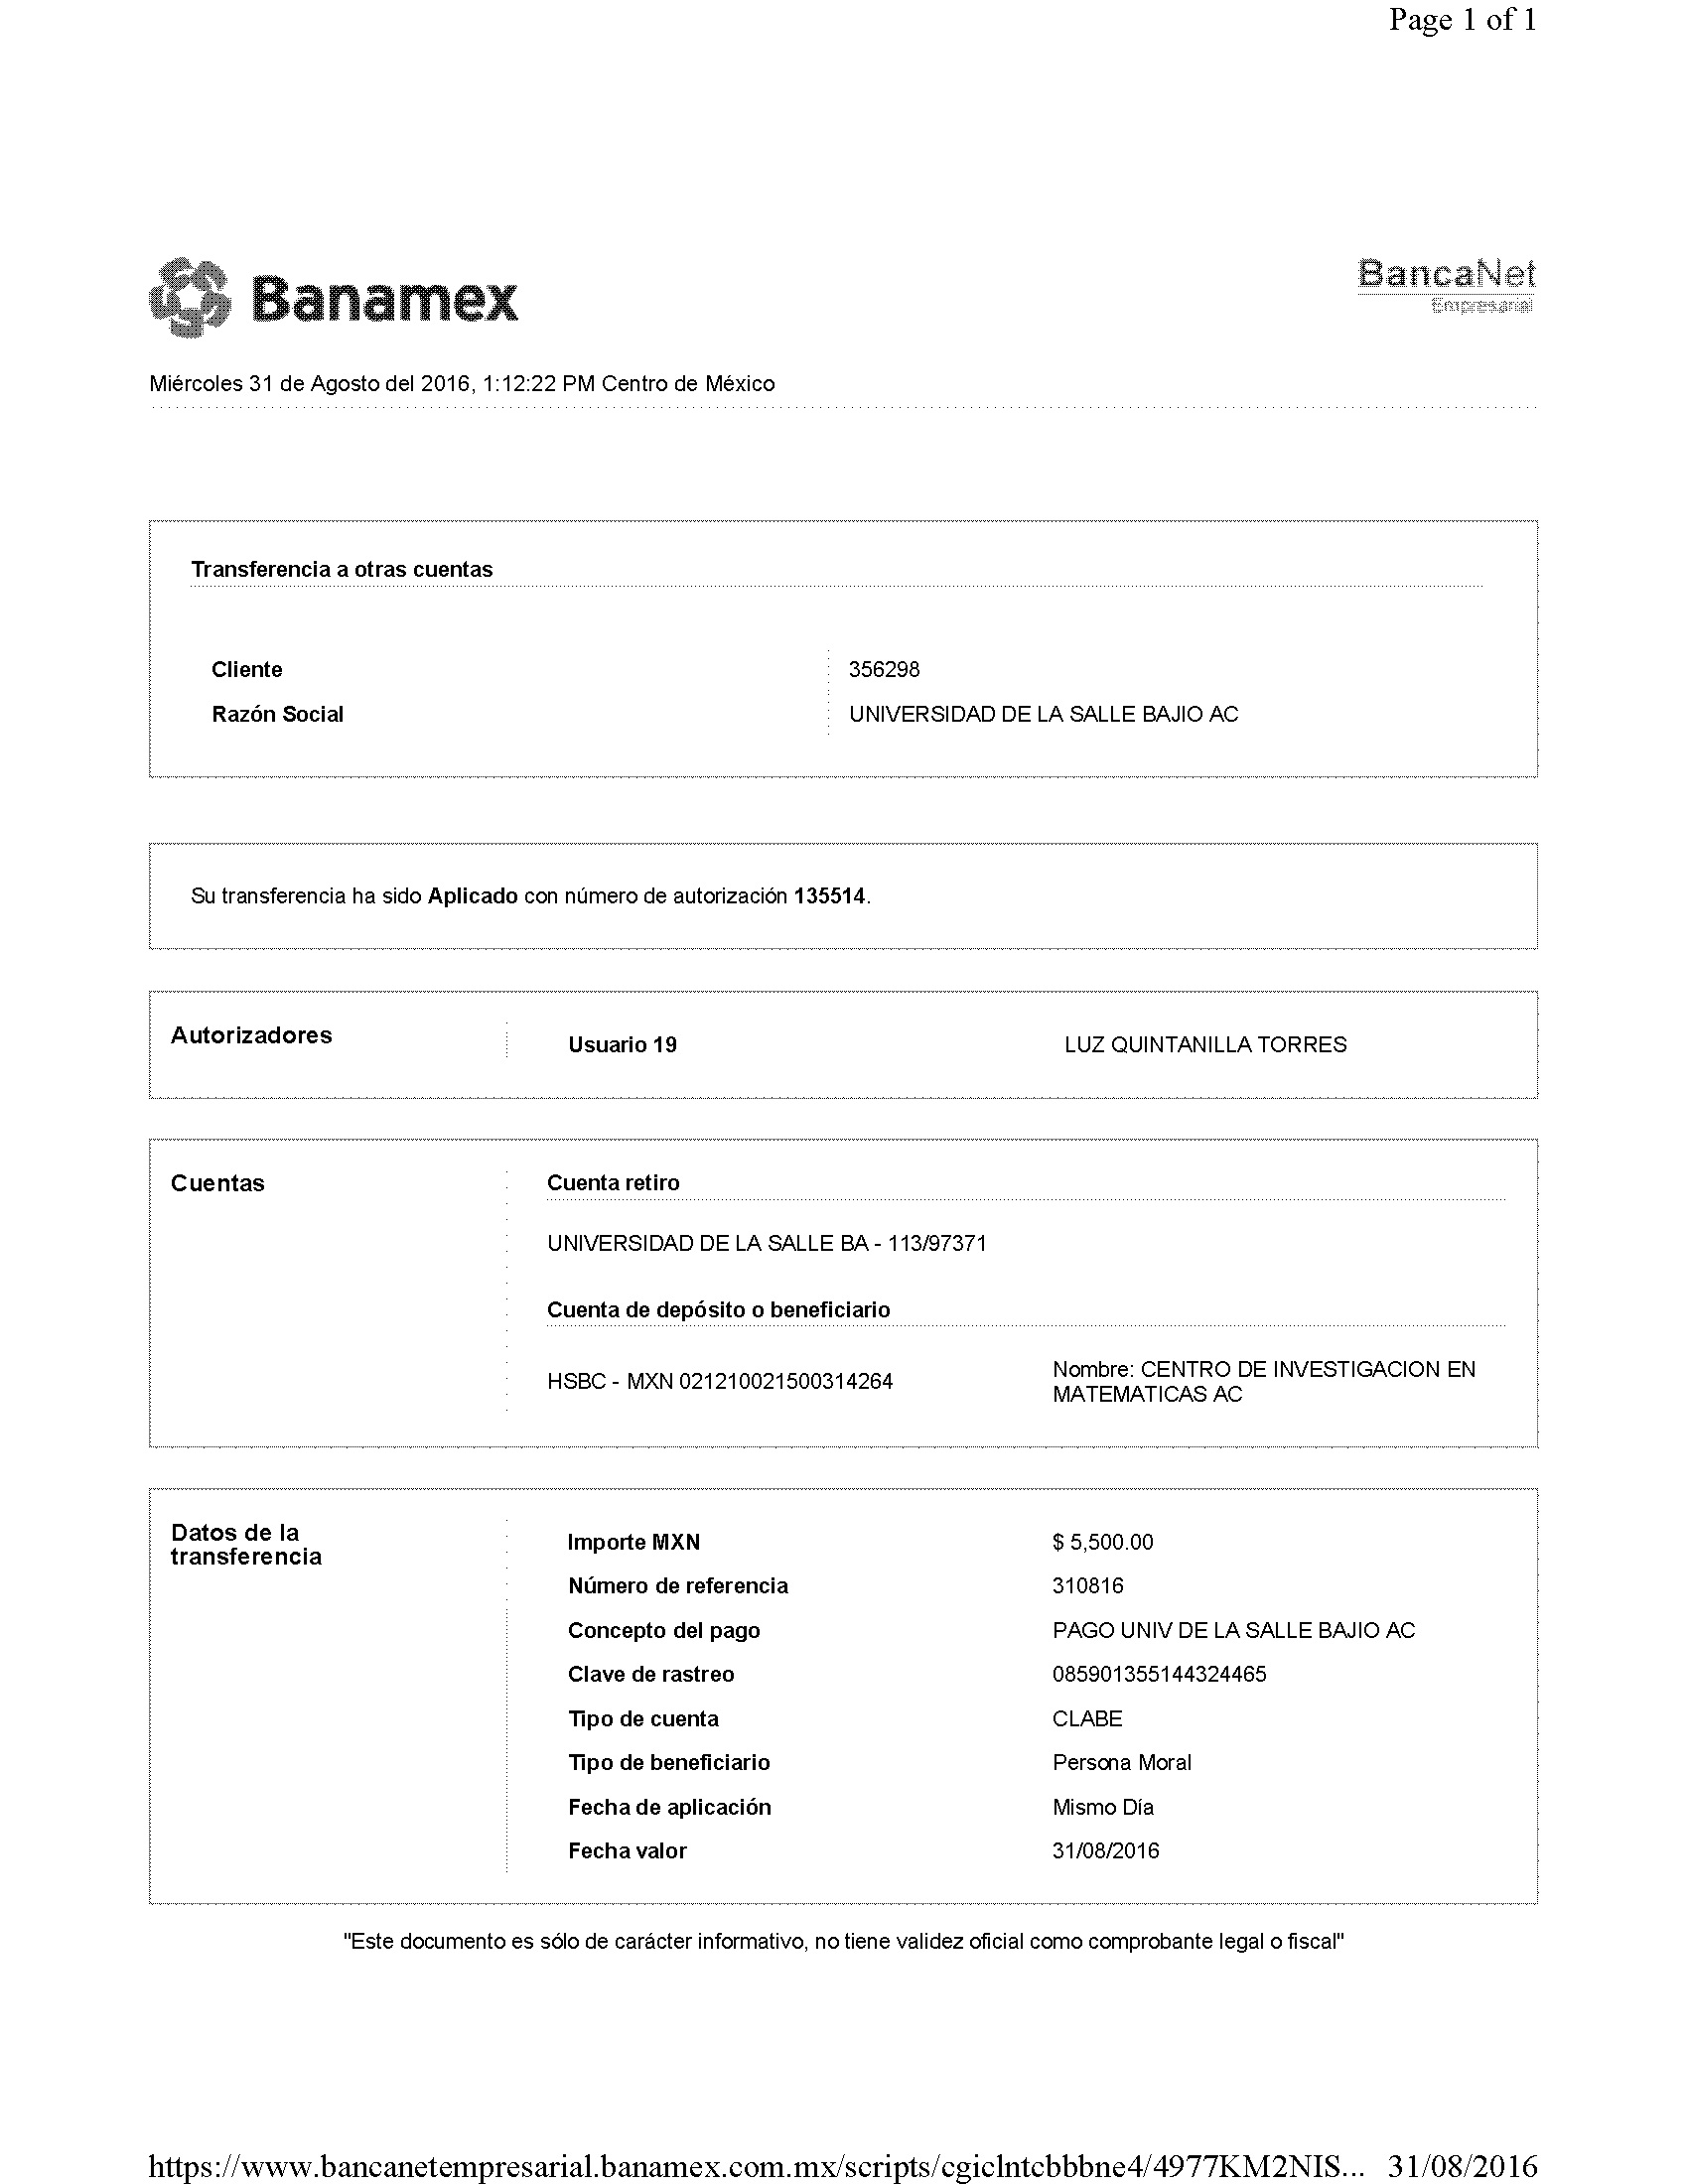 Page 1 of 1
Banamex
BancaNet
Empresarial
Miércoles 31 de Agosto del 2016, 1:12:22 PM Centro de México
Transferencia a otras cuentas
Cliente 356298
Razón Social UNIVERSIDAD DE LA SALLE BAJIO AC
Su transferencia ha sido Aplicado con número de autorización 135514.
Autorizadores Usuario 19 LUZ QUINTANILLA TORRES
Cuentas Cuenta retiro
UNIVERSIDAD DE LA SALLE BA - 113/97371
Cuenta de depósito o beneficiario
HSBC - MXN 021210021500314264 Nombre: CENTRO DE INVESTIGACION EN
MATEMATICAS AC
Datos de la
transferencia
Importe MXN $ 5,500.00
Número de referencia 310816
Concepto del pago PAGO UNIV DE LA SALLE BAJIO AC
Clave de rastreo 085901355144324465
Tipo de cuenta CLABE
Tipo de beneficiario Persona Moral
Fecha de aplicación Mismo Día
Fecha valor 31/08/2016
"Este documento es sólo de carácter informativo, no tiene validez oficial como comprobante legal o fiscal"
https://www.bancanetempresarial.banamex.com.mx/scripts/cgiclntcbbbne4/4977KM2NIS... 31/08/2016